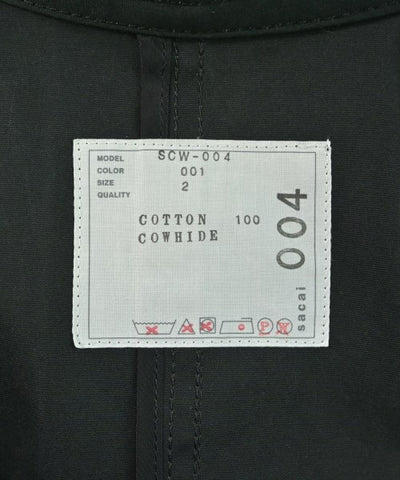 MODEL SCW-004
COLOR 001
SIZE 2
QUALITY
COTTON 100
COWHIDE
004
sacai
P